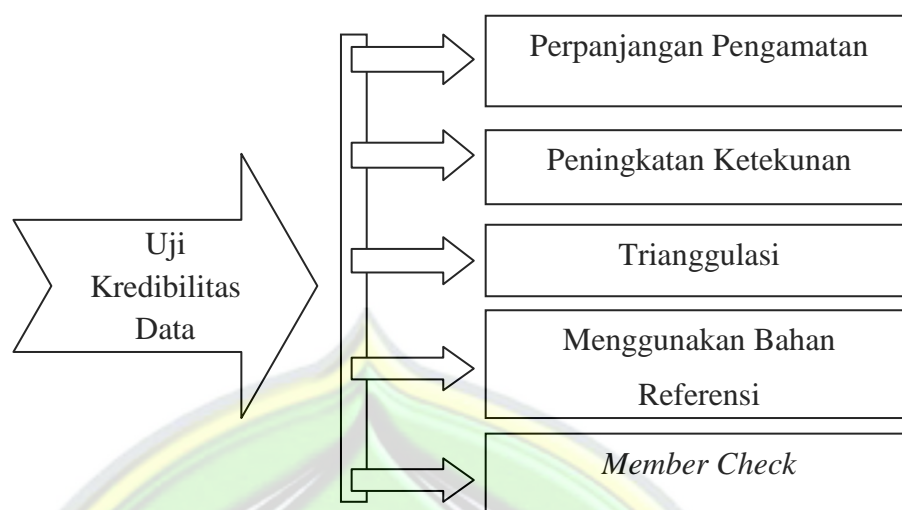 Perpanjangan Pengamatan
Peningkatan Ketekunan
Uji
Kredibilitas
Data
Trianggulasi
Menggunakan Bahan
Referensi
Member Check